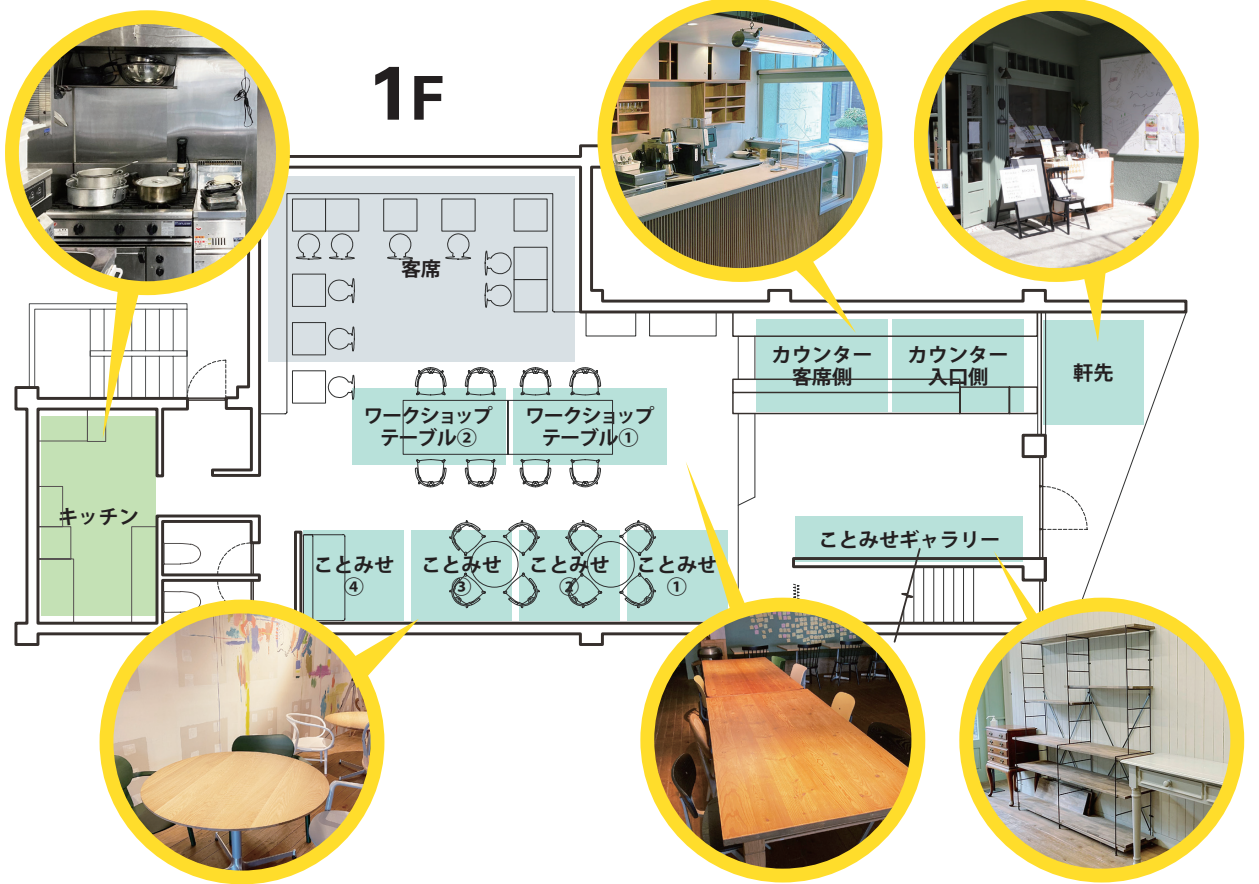 1F
客席
カウンター
客席側
カウンター
入口側
軒先
ワークショップ
テーブル②
ワークショップ
テーブル①
キッチン
ことみせギャラリー
ことみせ
④
ことみせ
③
ことみせ
②
ことみせ
①